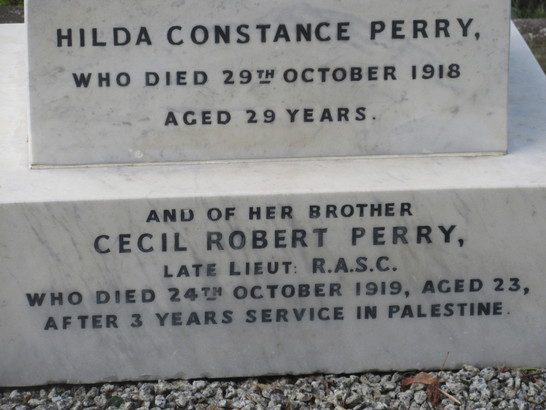 HILDA CONSTANCE PERRY,
WHO DIED 29TH OCTOBER 1918
AGED 29 YEARS.
AND OF HER BROTHER
CECIL ROBERT PERRY,
LATE LIEUT: R.A.S.C.
WHO DIED 24TH OCTOBER 1919, AGED 23,
AFTER 3 YEARS SERVICE IN PALESTINE.